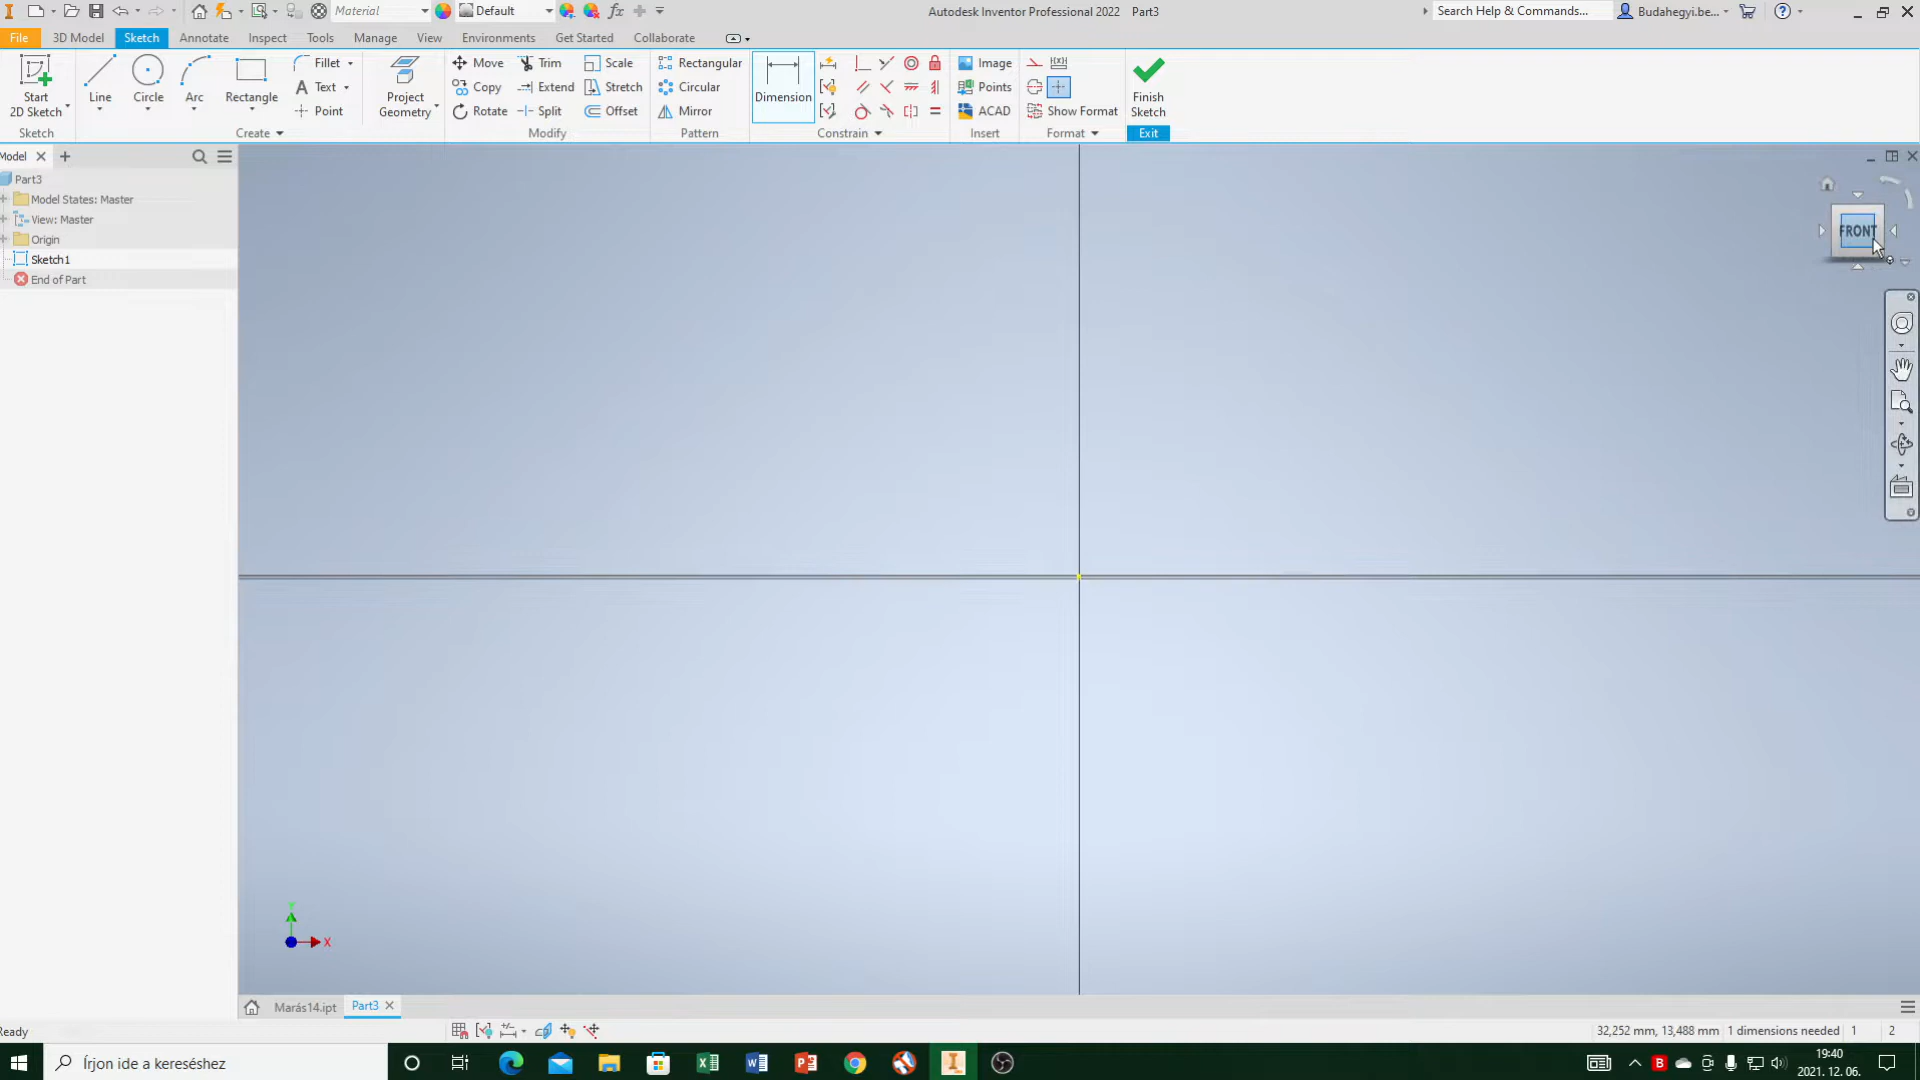 Material
Default
Autodesk Inventor Professional 2022 Part3
Search Help & Commands...
Budahegyi.be...
File
3D Model
Sketch
Annotate
Inspect
Tools
Manage
View
Environments
Get Started
Collaborate
Start
2D Sketch
Line
Circle
Arc
Rectangle
Fillet
Text
Point
Project
Geometry
Move
Copy
Rotate
Trim
Extend
Split
Scale
Stretch
Offset
Rectangular
Circular
Mirror
Dimension
Image
Points
ACAD
Show Format
Finish
Sketch
Sketch
Create
Modify
Pattern
Constrain
Insert
Format
Exit
Model
Part3
Model States: Master
View: Master
Origin
Sketch1
End of Part
FRONT
Y
X
Marás14.ipt
Part3
Ready
32,252 mm, 13,488 mm
1 dimensions needed
1
2
Írjon ide a kereséshez
19:40
2021. 12. 06.